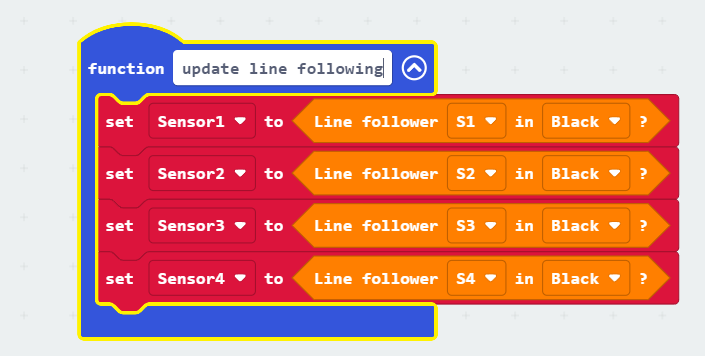 function update line following
set Sensor1 to Line follower S1 in Black ?
set Sensor2 to Line follower S2 in Black ?
set Sensor3 to Line follower S3 in Black ?
set Sensor4 to Line follower S4 in Black ?